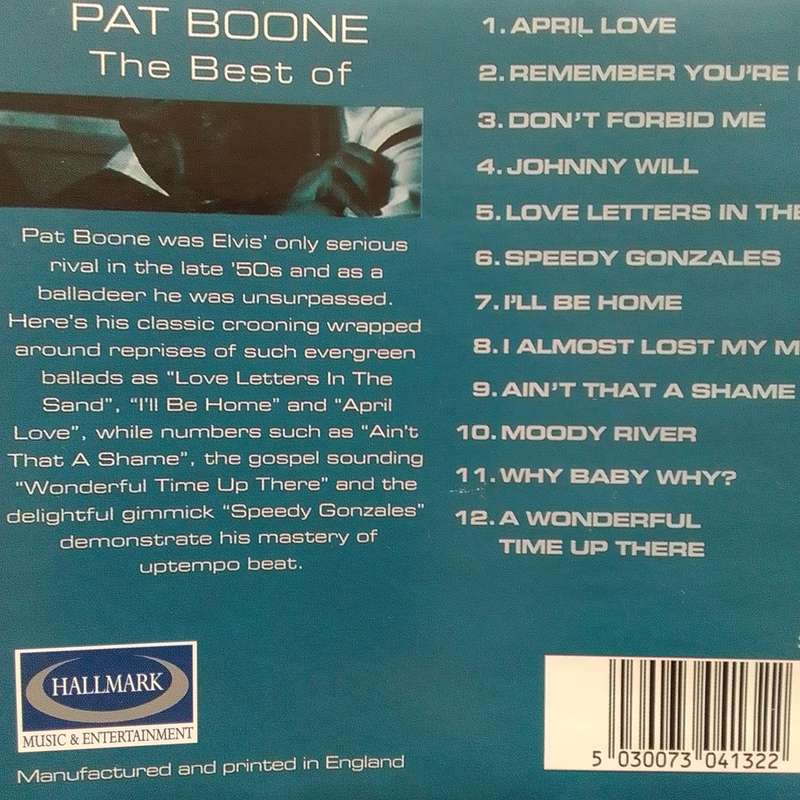 PAT BOONE
The Best of
Pat Boone was Elvis' only serious
rival in the late '50s and as a
balladeer he was unsurpassed.
Here's his classic crooning wrapped
around reprises of such evergreen
ballads as "Love Letters In The
Sand", "I'll Be Home" and "April
Love", while numbers such as "Ain't
That A Shame", the gospel sounding
"Wonderful Time Up There" and the
delightful gimmick "Speedy Gonzales"
demonstrate his mastery of
uptempo beat.
1. APRIL LOVE
2. REMEMBER YOU'RE
3. DON'T FORBID ME
4. JOHNNY WILL
5. LOVE LETTERS IN THE
6. SPEEDY GONZALES
7. I'LL BE HOME
8. I ALMOST LOST MY
9. AIN'T THAT A SHAME
10. MOODY RIVER
11. WHY BABY WHY?
12. A WONDERFUL
TIME UP THERE
HALLMARK
MUSIC & ENTERTAINMENT
Manufactured and printed in England
5 030073 041322